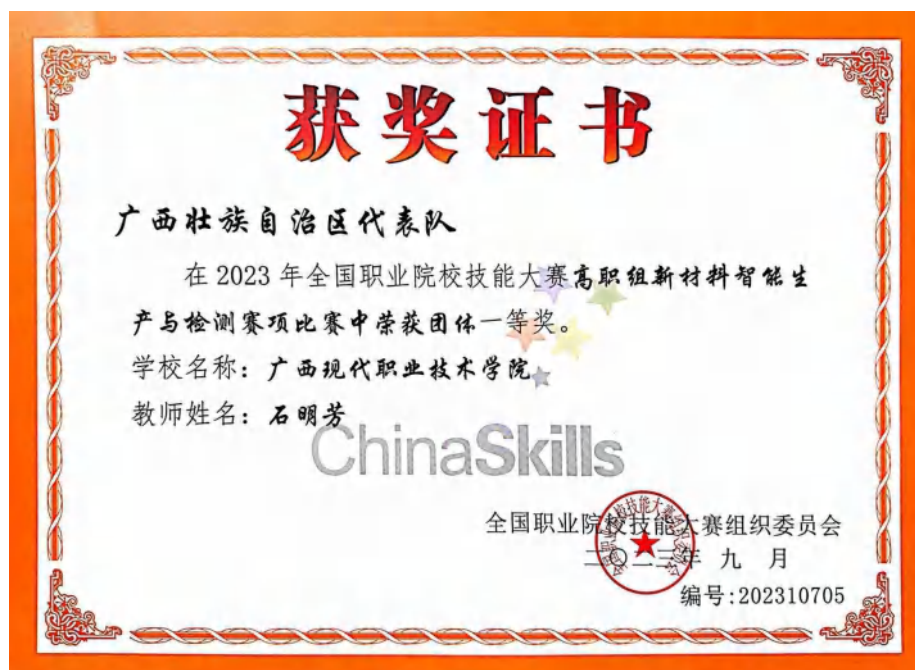 获奖证书
广西壮族自治区代表队
在 2023 年全国职业院校技能大赛高职组新材料智能生
产与检测赛项比赛中荣获团体一等奖。
学校名称：广西现代职业技术学院
教师姓名：石明芳
ChinaSkills
全国职业院校技能大赛组织委员会
二〇二三年 九 月
编号:202310705